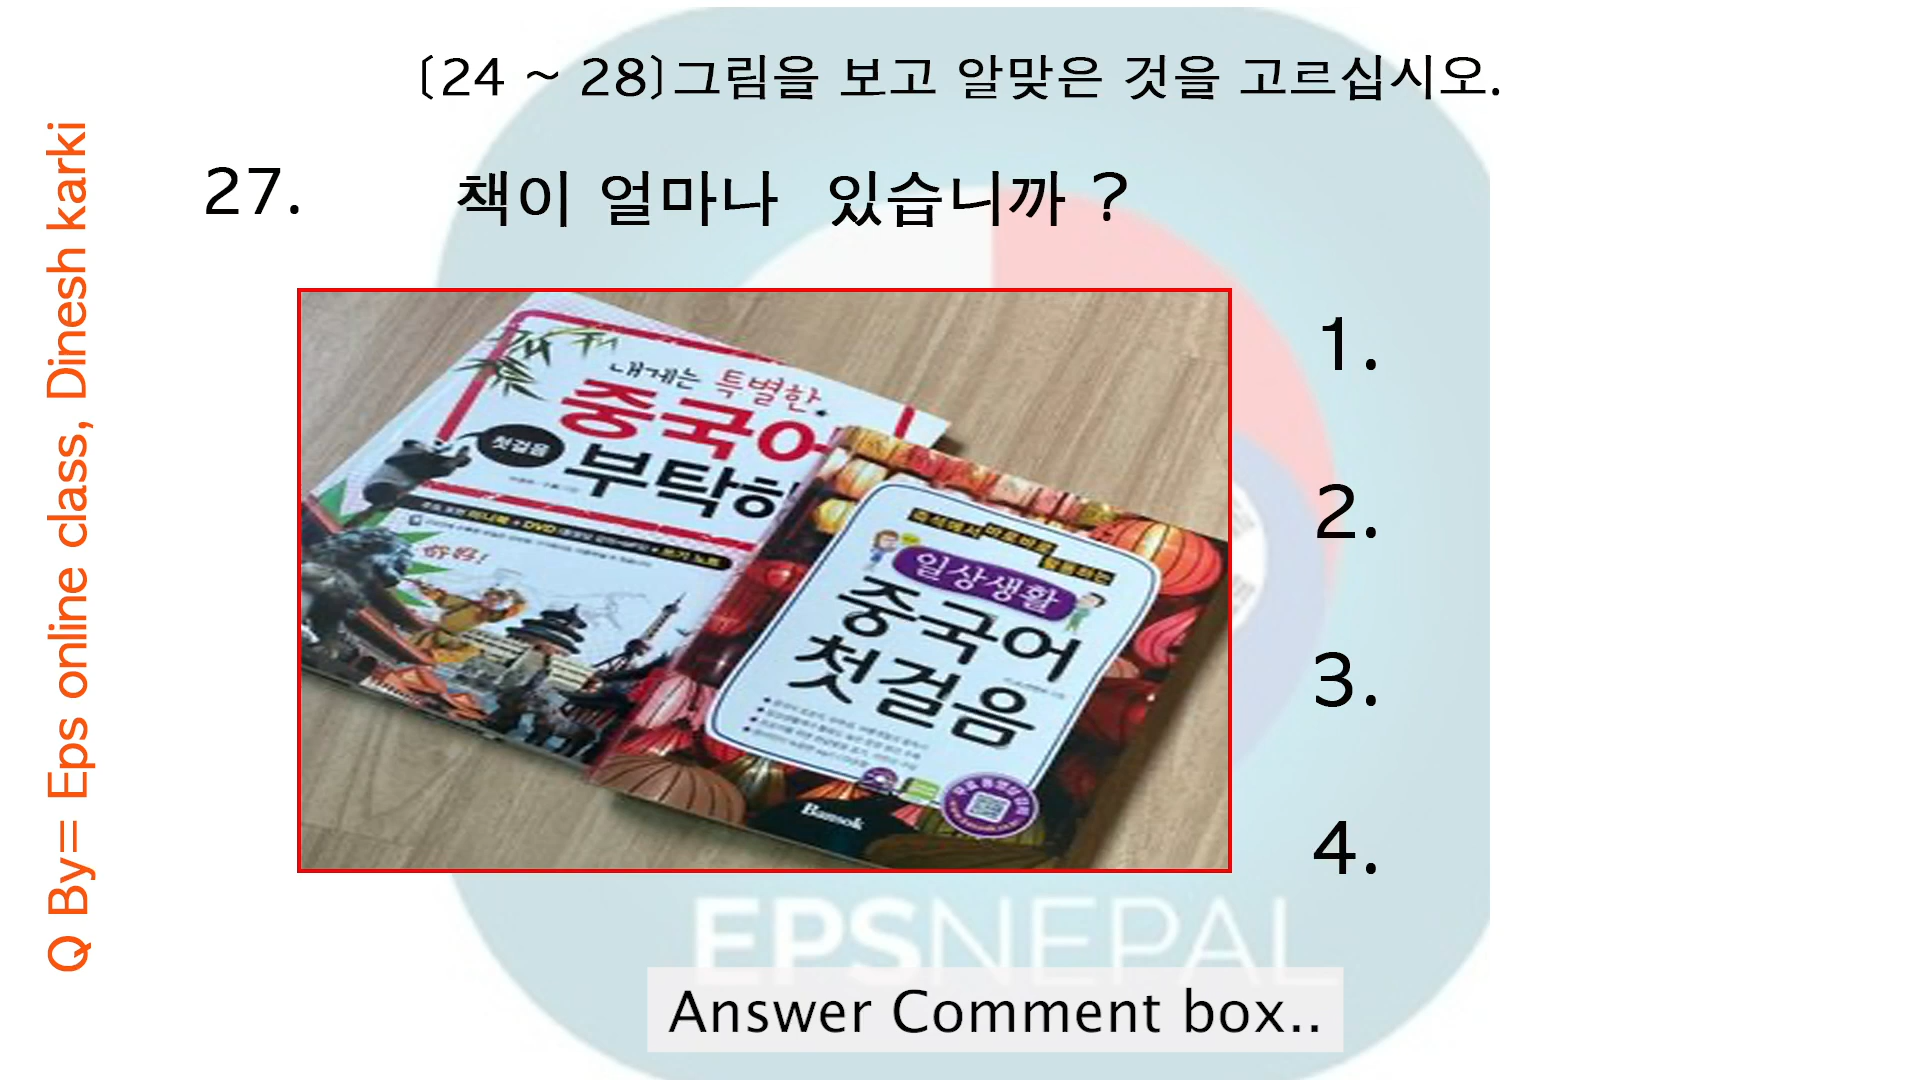 [24 ~ 28]그림을 보고 알맞은 것을 고르십시오.
27. 책이 얼마나 있습니까 ?
Q By= Eps online class, Dinesh karki
내게는 특별한
중국어
첫걸음
부탁해
你好!
일상생활
중국어
첫걸음
Bansok
1.
2.
3.
4.
EPSNEPAL
Answer Comment box..